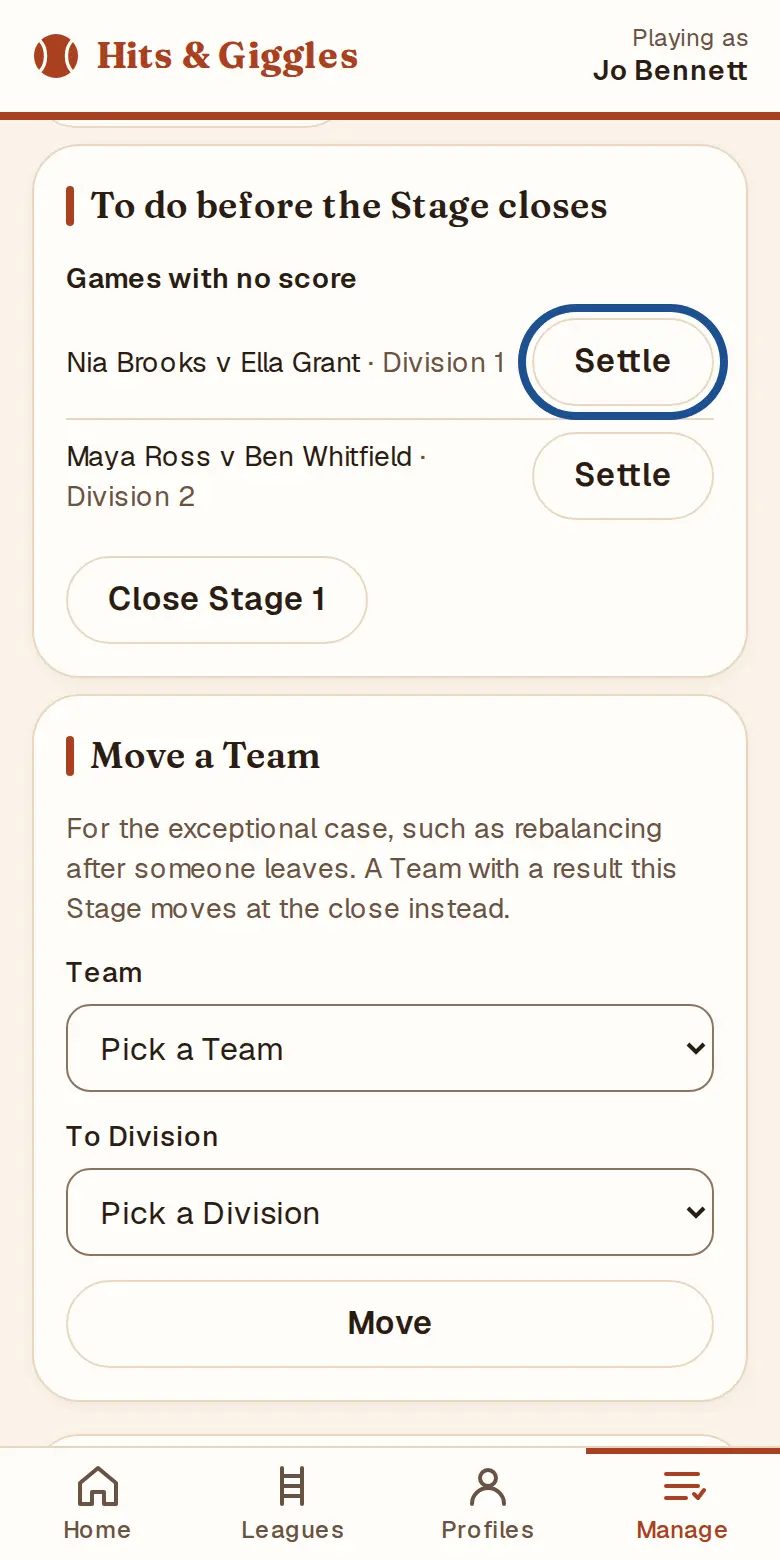 Hits & Giggles
Playing as
Jo Bennett
To do before the Stage closes
Games with no score
Nia Brooks v Ella Grant · Division 1
Settle
Maya Ross v Ben Whitfield ·
Division 2
Settle
Close Stage 1
Move a Team
For the exceptional case, such as rebalancing
after someone leaves. A Team with a result this
Stage moves at the close instead.
Team
Pick a Team
To Division
Pick a Division
Move
Home
Leagues
Profiles
Manage